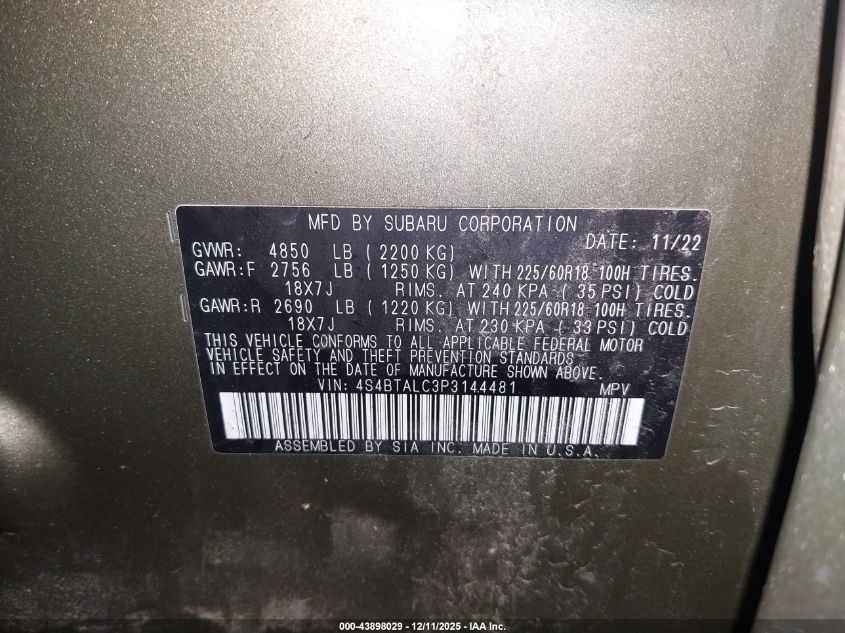 MFD BY SUBARU CORPORATION
DATE: 11/22
GVWR: 4850 LB ( 2200 KG)
GAWR:F 2756 LB ( 1250 KG) WITH 225/60R18 100H TIRES.
18X7J RIMS. AT 240 KPA ( 35 PSI) COLD
GAWR:R 2690 LB ( 1220 KG) WITH 225/60R18 100H TIRES.
18X7J RIMS. AT 230 KPA ( 33 PSI) COLD
THIS VEHICLE CONFORMS TO ALL APPLICABLE FEDERAL MOTOR
VEHICLE SAFETY AND THEFT PREVENTION STANDARDS
IN EFFECT ON THE DATE OF MANUFACTURE SHOWN ABOVE.
VIN: 4S4BTALC3P3144481 MPV
ASSEMBLED BY SIA INC. MADE IN U.S.A.
000-43898029 - 12/11/2025 - IAA Inc.